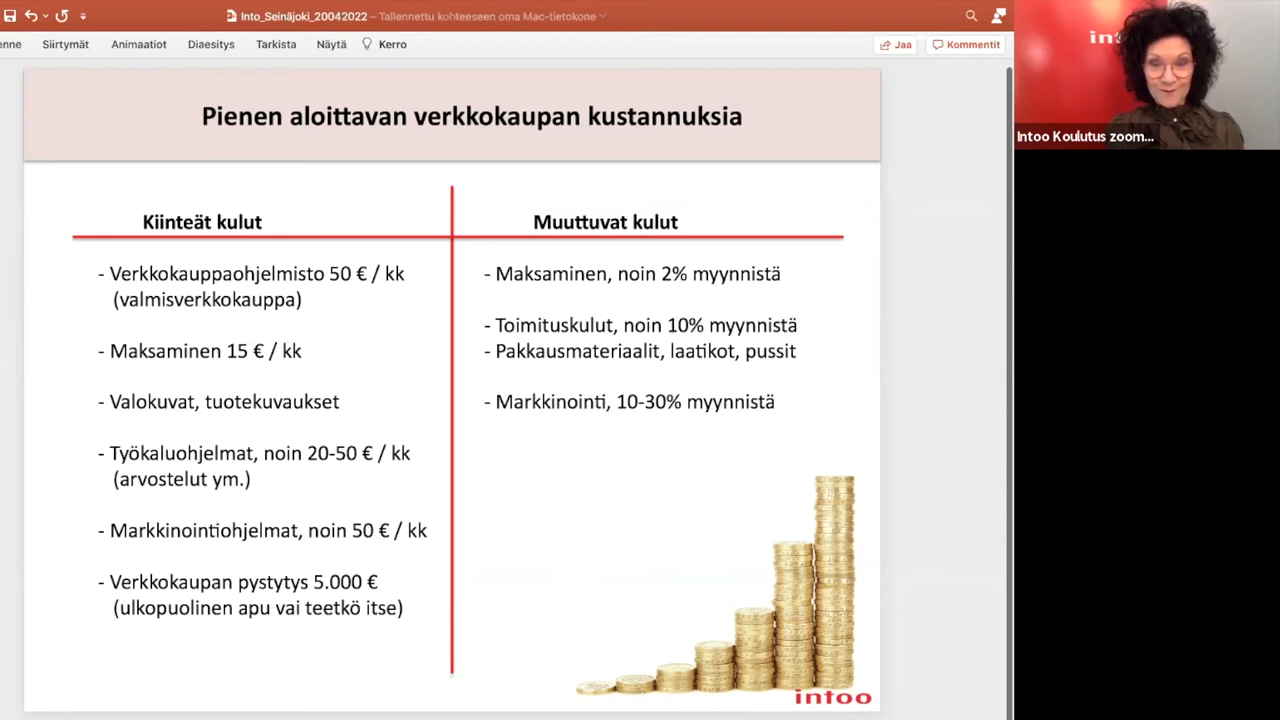 Into_Seinäjoki_20042022 – Tallennettu kohteeseen oma Mac-tietokone
enne Siirtymät Animaatiot Diaesitys Tarkista Näytä Kerro Jaa Kommentit
Pienen aloittavan verkkokaupan kustannuksia
Kiinteät kulut
- Verkkokauppaohjelmisto 50 € / kk
(valmisverkkokauppa)
- Maksaminen 15 € / kk
- Valokuvat, tuotekuvaukset
- Työkaluohjelmat, noin 20-50 € / kk
(arvostelut ym.)
- Markkinointiohjelmat, noin 50 € / kk
- Verkkokaupan pystytys 5.000 €
(ulkopuolinen apu vai teetkö itse)
Muuttuvat kulut
- Maksaminen, noin 2% myynnistä
- Toimituskulut, noin 10% myynnistä
- Pakkausmateriaalit, laatikot, pussit
- Markkinointi, 10-30% myynnistä
intoo
Intoo Koulutus zoom...